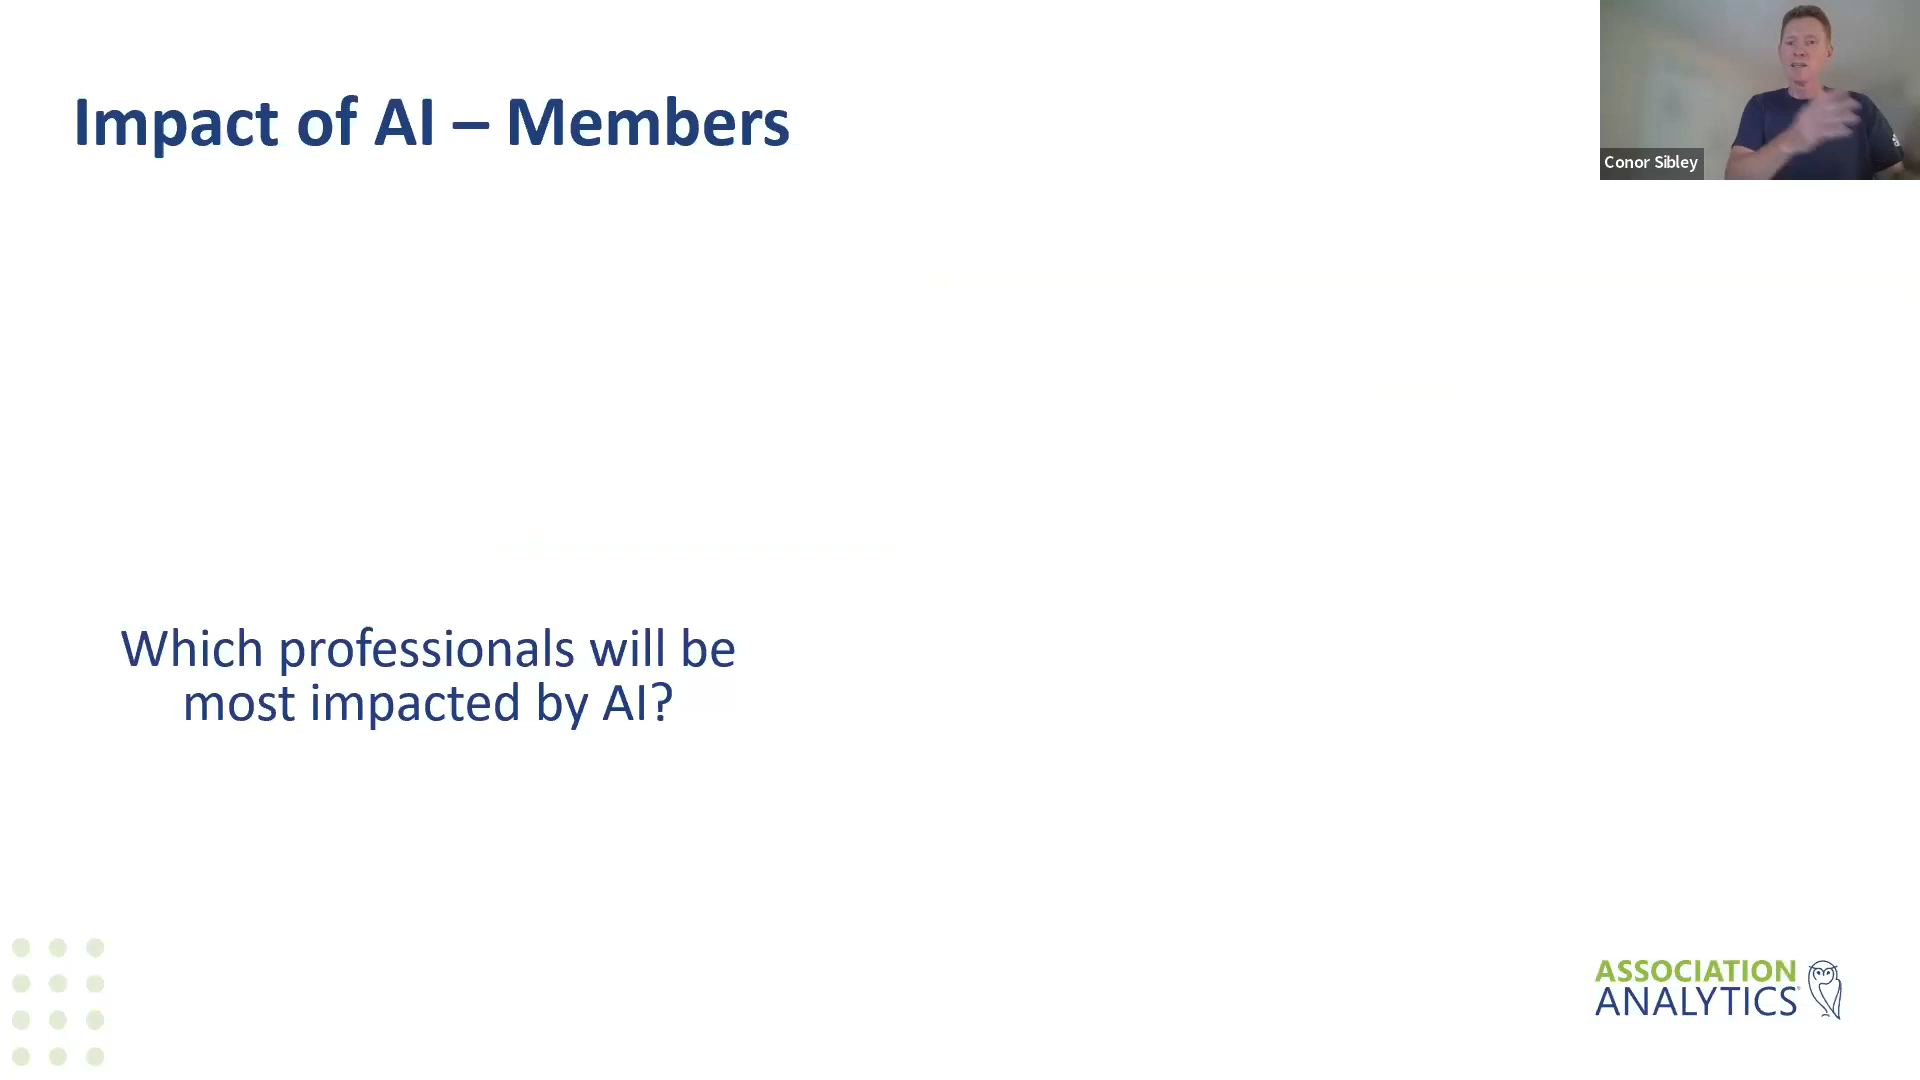 Impact of AI – Members
Conor Sibley
Which professionals will be
most impacted by AI?
ASSOCIATION
ANALYTICS